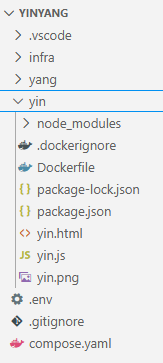 YINYANG
.vscode
infra
yang
yin
node_modules
.dockerignore
Dockerfile
package-lock.json
package.json
yin.html
yin.js
yin.png
.env
.gitignore
compose.yaml